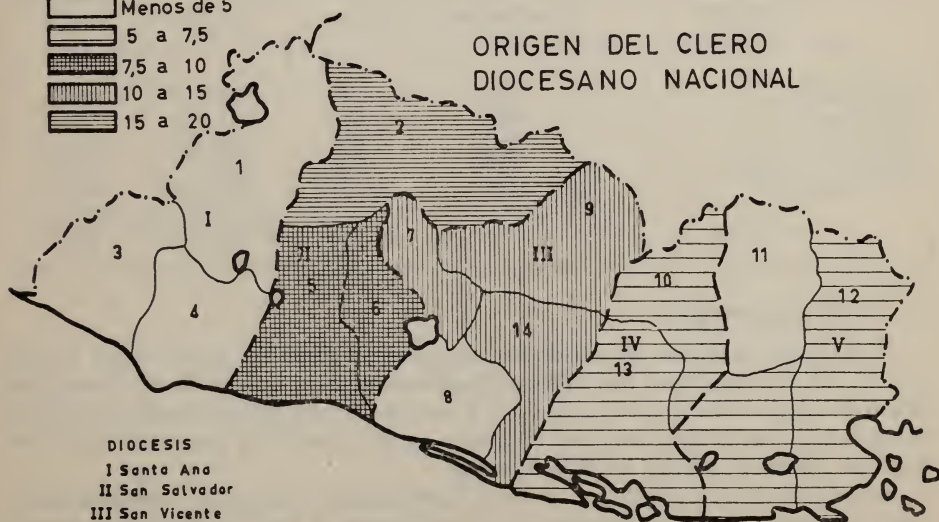 Menos de 5
5 a 7,5
7,5 a 10
10 a 15
15 a 20
ORIGEN DEL CLERO
DIOCESANO NACIONAL
1
2
3
I
4
II
5
6
7
III
9
8
14
10
11
12
IV
13
V
DIOCESIS
I Santa Ana
II San Salvador
III San Vicente